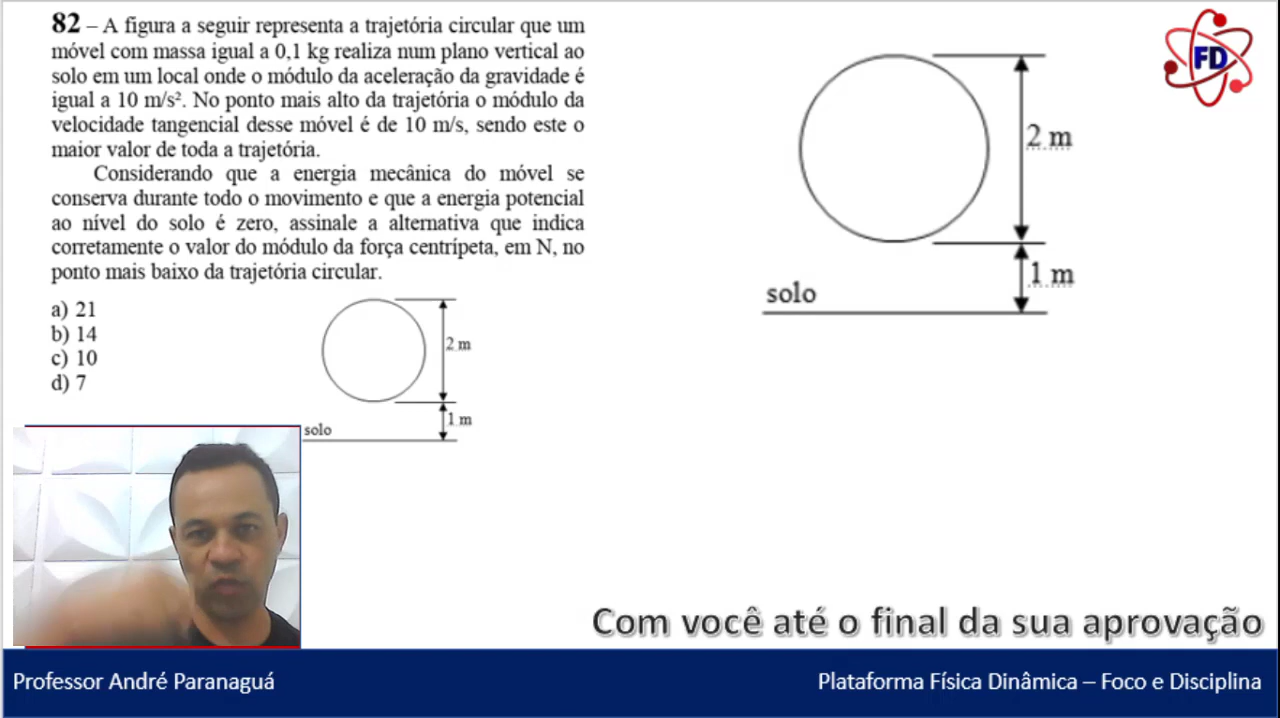 82 – A figura a seguir representa a trajetória circular que um
móvel com massa igual a 0,1 kg realiza num plano vertical ao
solo em um local onde o módulo da aceleração da gravidade é
igual a 10 m/s². No ponto mais alto da trajetória o módulo da
velocidade tangencial desse móvel é de 10 m/s, sendo este o
maior valor de toda a trajetória.
Considerando que a energia mecânica do móvel se
conserva durante todo o movimento e que a energia potencial
ao nível do solo é zero, assinale a alternativa que indica
corretamente o valor do módulo da força centrípeta, em N, no
ponto mais baixo da trajetória circular.
a) 21
b) 14
c) 10
d) 7
2 m
1 m
solo
FD
2 m
1 m
solo
Com você até o final da sua aprovação
Professor André Paranaguá
Plataforma Física Dinâmica – Foco e Disciplina